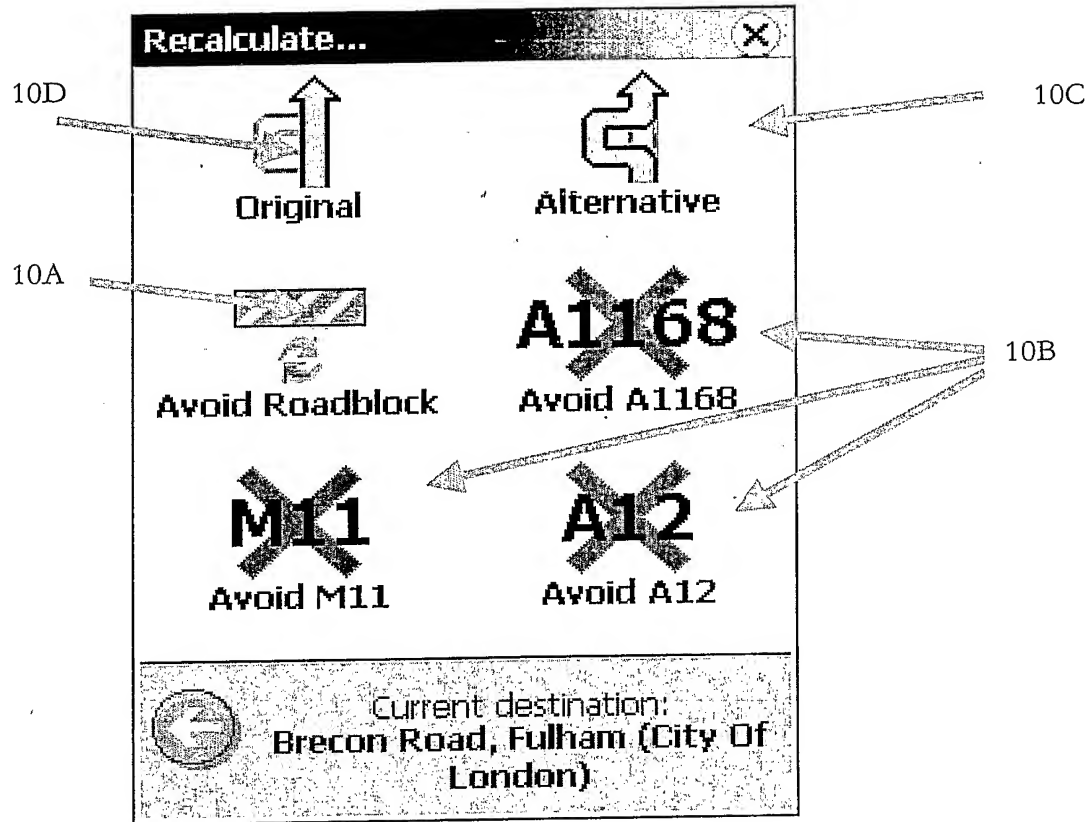 Recalculate...
10D
10C
Original
Alternative
10A
A1168
10B
Avoid Roadblock
Avoid A1168
M11
A12
Avoid M11
Avoid A12
Current destination:
Brecon Road, Fulham (City Of
London)